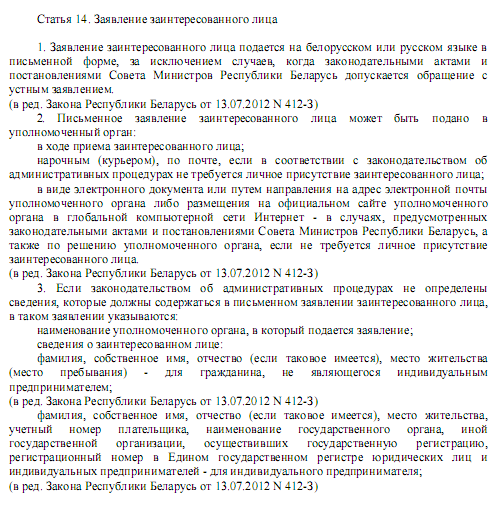 Статья 14. Заявление заинтересованного лица
1. Заявление заинтересованного лица подается на белорусском или русском языке в
письменной форме, за исключением случаев, когда законодательными актами и
постановлениями Совета Министров Республики Беларусь допускается обращение с
устным заявлением.
(в ред. Закона Республики Беларусь от 13.07.2012 N 412-З)
2. Письменное заявление заинтересованного лица может быть подано в
уполномоченный орган:
в ходе приема заинтересованного лица;
нарочным (курьером), по почте, если в соответствии с законодательством об
административных процедурах не требуется личное присутствие заинтересованного лица;
в виде электронного документа или путем направления на адрес электронной почты
уполномоченного органа либо размещения на официальном сайте уполномоченного
органа в глобальной компьютерной сети Интернет - в случаях, предусмотренных
законодательными актами и постановлениями Совета Министров Республики Беларусь, а
также по решению уполномоченного органа, если не требуется личное присутствие
заинтересованного лица.
(в ред. Закона Республики Беларусь от 13.07.2012 N 412-З)
3. Если законодательством об административных процедурах не определены
сведения, которые должны содержаться в письменном заявлении заинтересованного лица,
в таком заявлении указываются:
наименование уполномоченного органа, в который подается заявление;
сведения о заинтересованном лице:
фамилия, собственное имя, отчество (если таковое имеется), место жительства
(место пребывания) - для гражданина, не являющегося индивидуальным
предпринимателем;
(в ред. Закона Республики Беларусь от 13.07.2012 N 412-З)
фамилия, собственное имя, отчество (если таковое имеется), место жительства,
учетный номер плательщика, наименование государственного органа, иной
государственной организации, осуществивших государственную регистрацию,
регистрационный номер в Едином государственном регистре юридических лиц и
индивидуальных предпринимателей - для индивидуального предпринимателя;
(в ред. Закона Республики Беларусь от 13.07.2012 N 412-З)